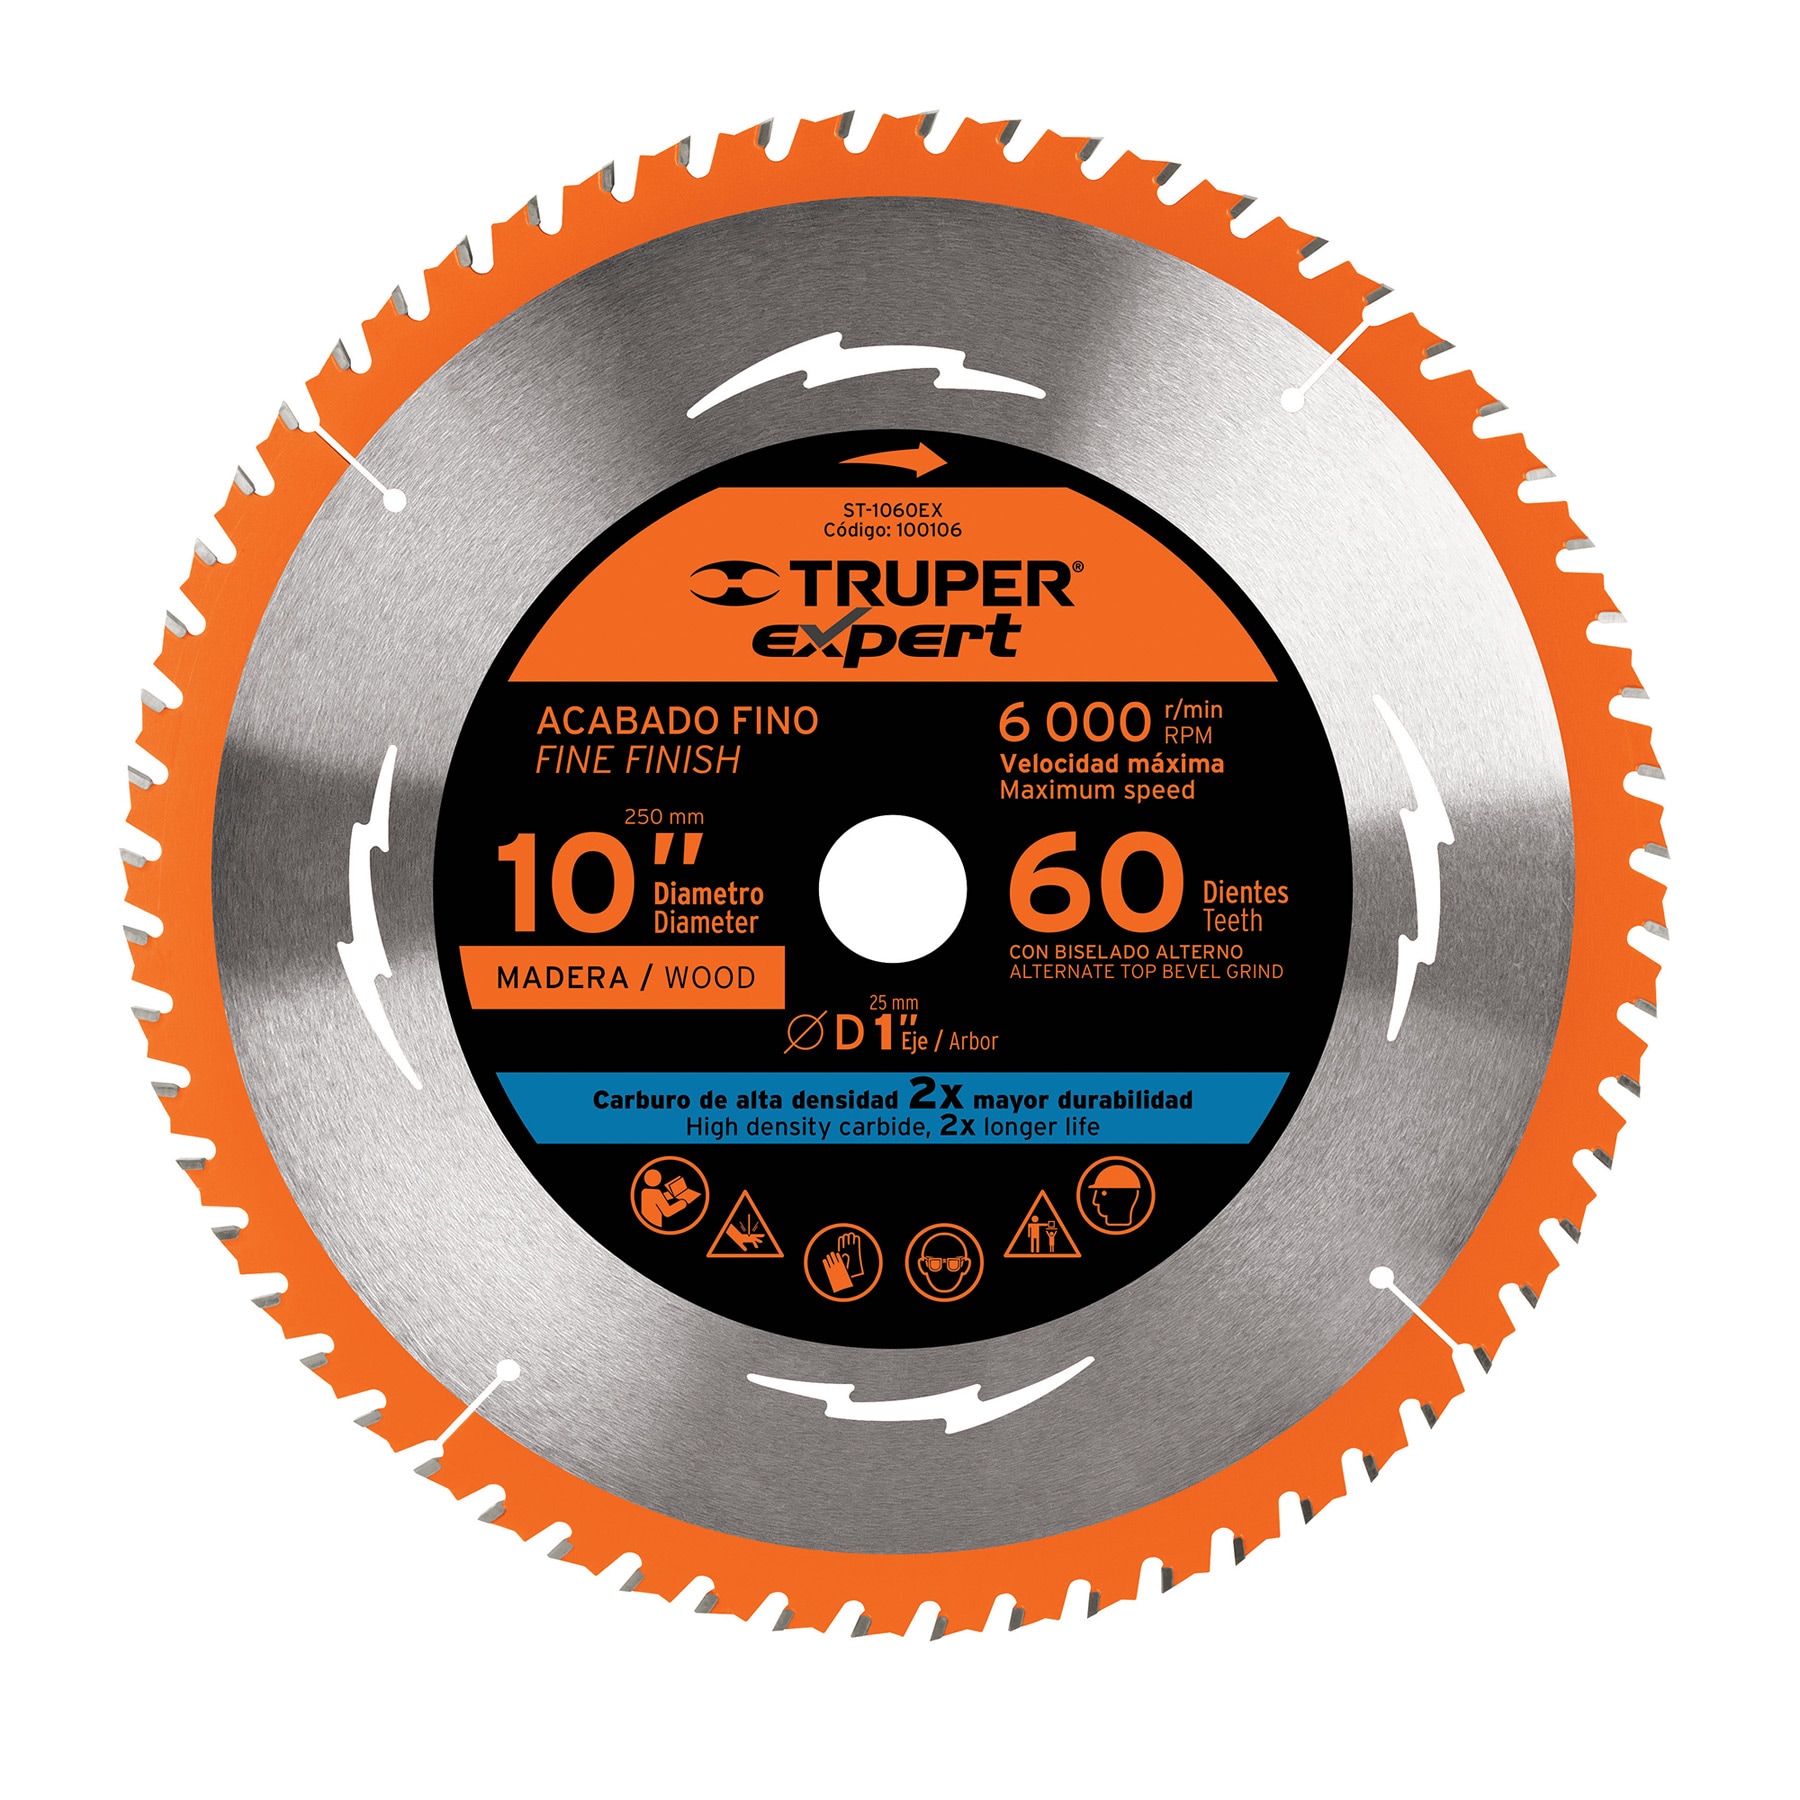 ST-1060EX
Código: 100106
TRUPER®
expert
ACABADO FINO
FINE FINISH
6 000 r/min
RPM
Velocidad máxima
Maximum speed
250 mm
10"
Diametro
Diameter
60
Dientes
Teeth
CON BISELADO ALTERNO
ALTERNATE TOP BEVEL GRIND
MADERA / WOOD
25 mm
Ø D 1" Eje / Arbor
Carburo de alta densidad 2x mayor durabilidad
High density carbide, 2x longer life